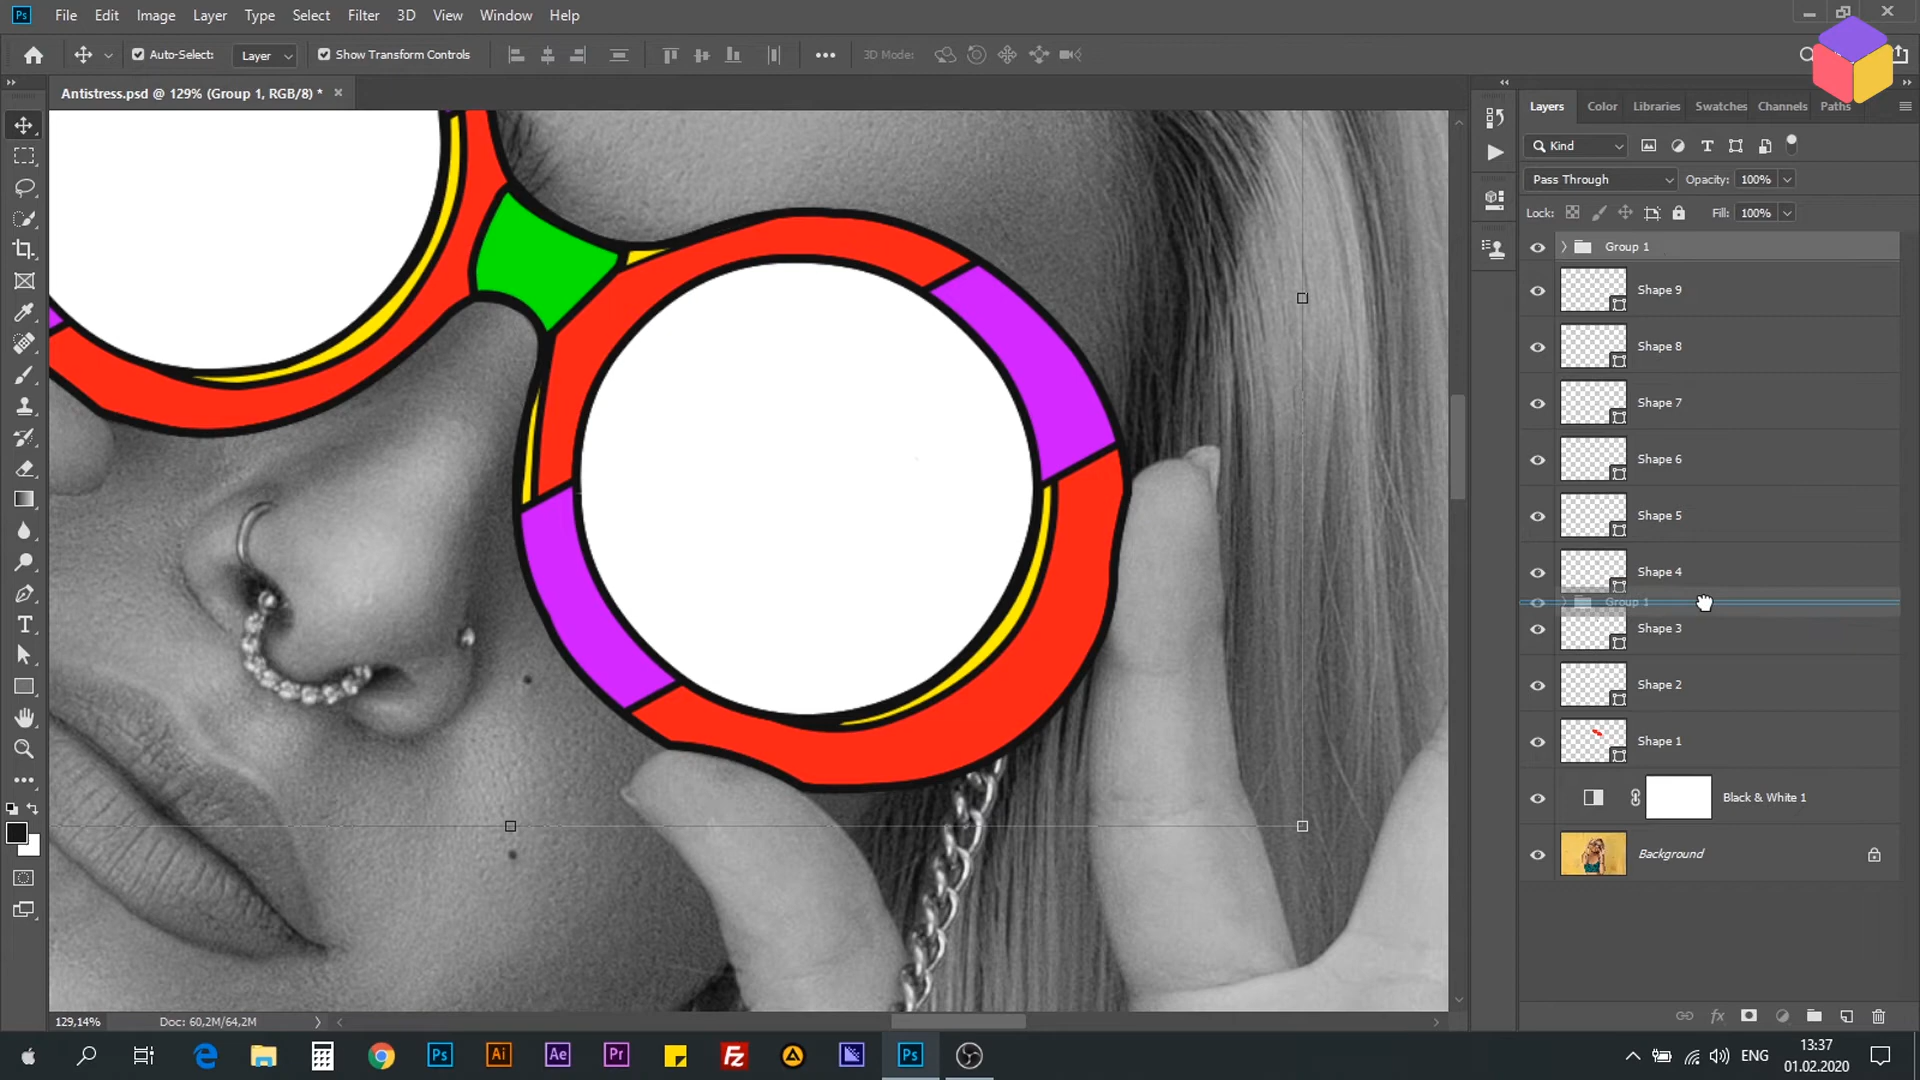 Ps File Edit Image Layer Type Select Filter 3D View Window Help
Auto-Select: Layer Show Transform Controls 3D Mode:
Antistress.psd @ 129% (Group 1, RGB/8) *
Layers Color Libraries Swatches Channels Paths
Kind
Pass Through Opacity: 100%
Lock: Fill: 100%
Group 1
Shape 9
Shape 8
Shape 7
Shape 6
Shape 5
Shape 4
Group 1
Shape 3
Shape 2
Shape 1
Black & White 1
Background
129,14% Doc: 60,2M/64,2M
Ps Ai Ae Pr Fz Ps ENG 13:37
01.02.2020